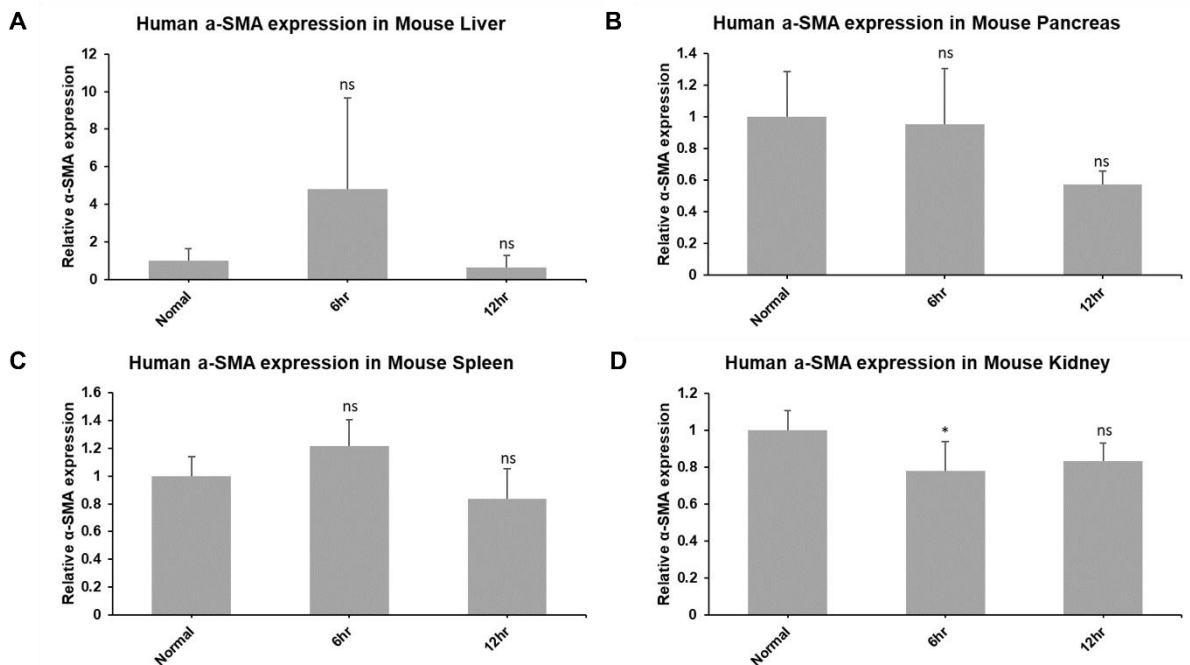 A
Human a-SMA expression in Mouse Liver
Relative α-SMA expression
12
10
8
6
4
2
0
ns
ns
Nomal
6hr
12hr
B
Human a-SMA expression in Mouse Pancreas
Relative α-SMA expression
1.4
1.2
1
0.8
0.6
0.4
0.2
0
ns
ns
Normal
6hr
12hr
C
Human a-SMA expression in Mouse Spleen
Relative α-SMA expression
1.6
1.4
1.2
1
0.8
0.6
0.4
0.2
0
ns
ns
Normal
6hr
12hr
D
Human a-SMA expression in Mouse Kidney
Relative α-SMA expression
1.2
1
0.8
0.6
0.4
0.2
0
*
ns
Normal
6hr
12hr